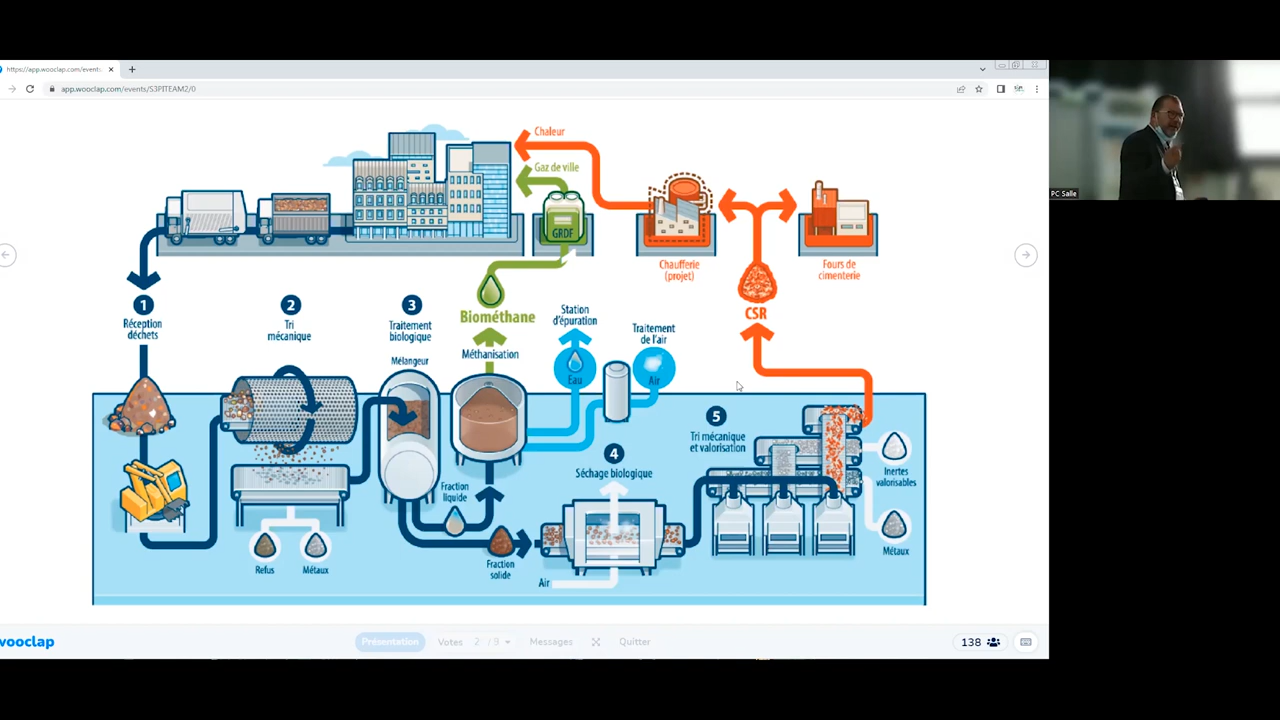 https://app.wooclap.com/events
app.wooclap.com/events/S3PITEAM2/0
PC Salle
Chaleur
Gaz de ville
GRDF
Chaufferie
(projet)
Fours de
cimenterie
CSR
Biométhane
Méthanisation
1
Réception
déchets
2
Tri
mécanique
3
Traitement
biologique
Mélangeur
Station
d'épuration
Eau
Traitement
de l'air
Air
4
Séchage biologique
5
Tri mécanique
et valorisation
Inertes
valorisables
Métaux
Fraction
liquide
Fraction
solide
Air
Refus
Métaux
wooclap
Présentation
Votes
2 / 9
Messages
Quitter
138